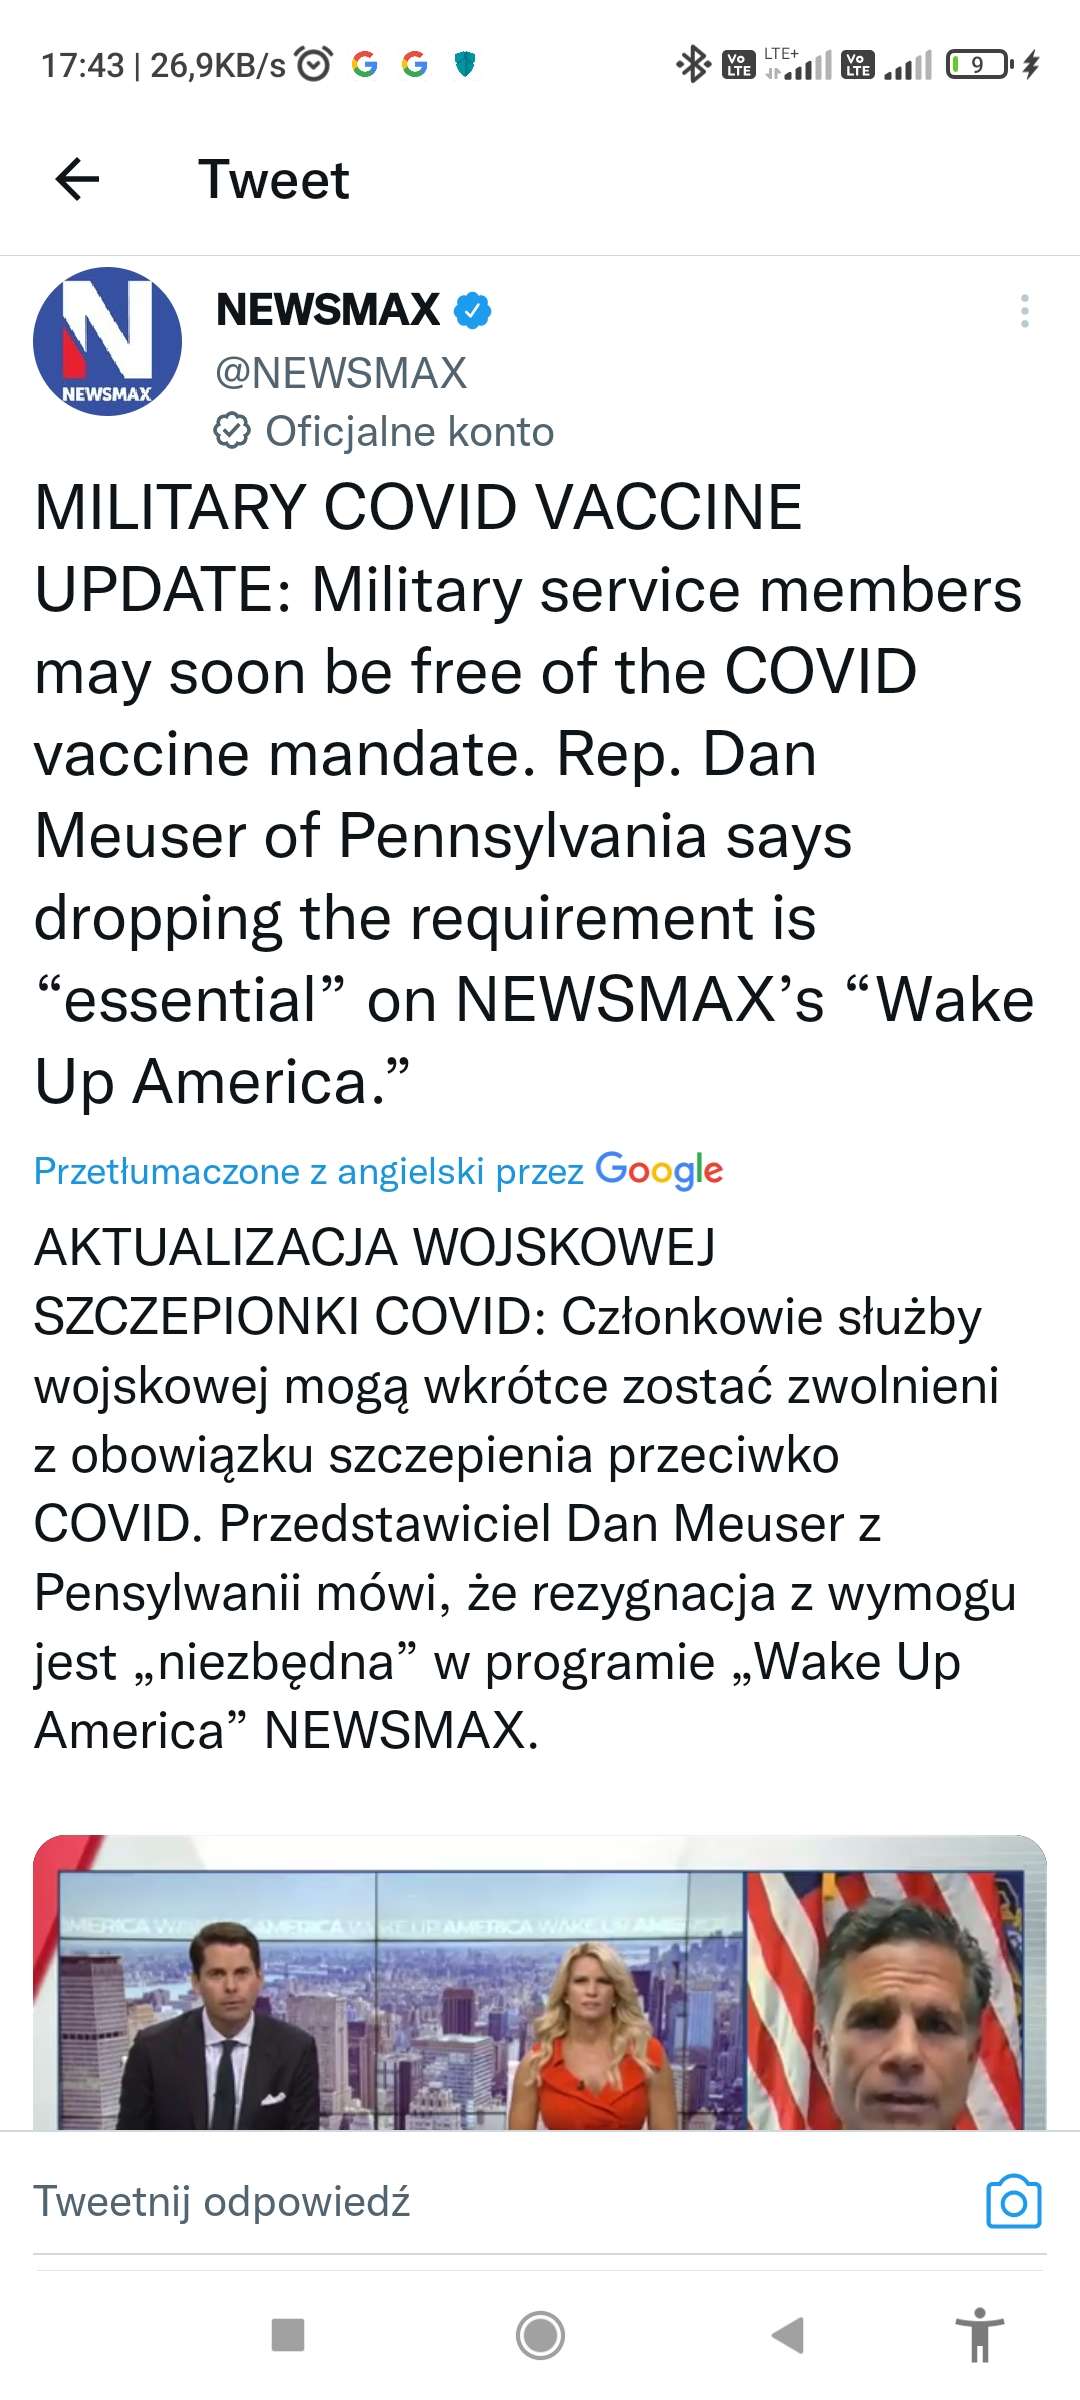 17:43 | 26,9KB/s
Vo LTE LTE+ Vo LTE 9
Tweet
NEWSMAX
NEWSMAX
@NEWSMAX
Oficjalne konto
MILITARY COVID VACCINE
UPDATE: Military service members
may soon be free of the COVID
vaccine mandate. Rep. Dan
Meuser of Pennsylvania says
dropping the requirement is
“essential” on NEWSMAX’s “Wake
Up America.”
Przetłumaczone z angielski przez Google
AKTUALIZACJA WOJSKOWEJ
SZCZEPIONKI COVID: Członkowie służby
wojskowej mogą wkrótce zostać zwolnieni
z obowiązku szczepienia przeciwko
COVID. Przedstawiciel Dan Meuser z
Pensylwanii mówi, że rezygnacja z wymogu
jest „niezbędna” w programie „Wake Up
America” NEWSMAX.
AMERICA AMERICA WAKE UP AMERICA WAKE UP
Tweetnij odpowiedź